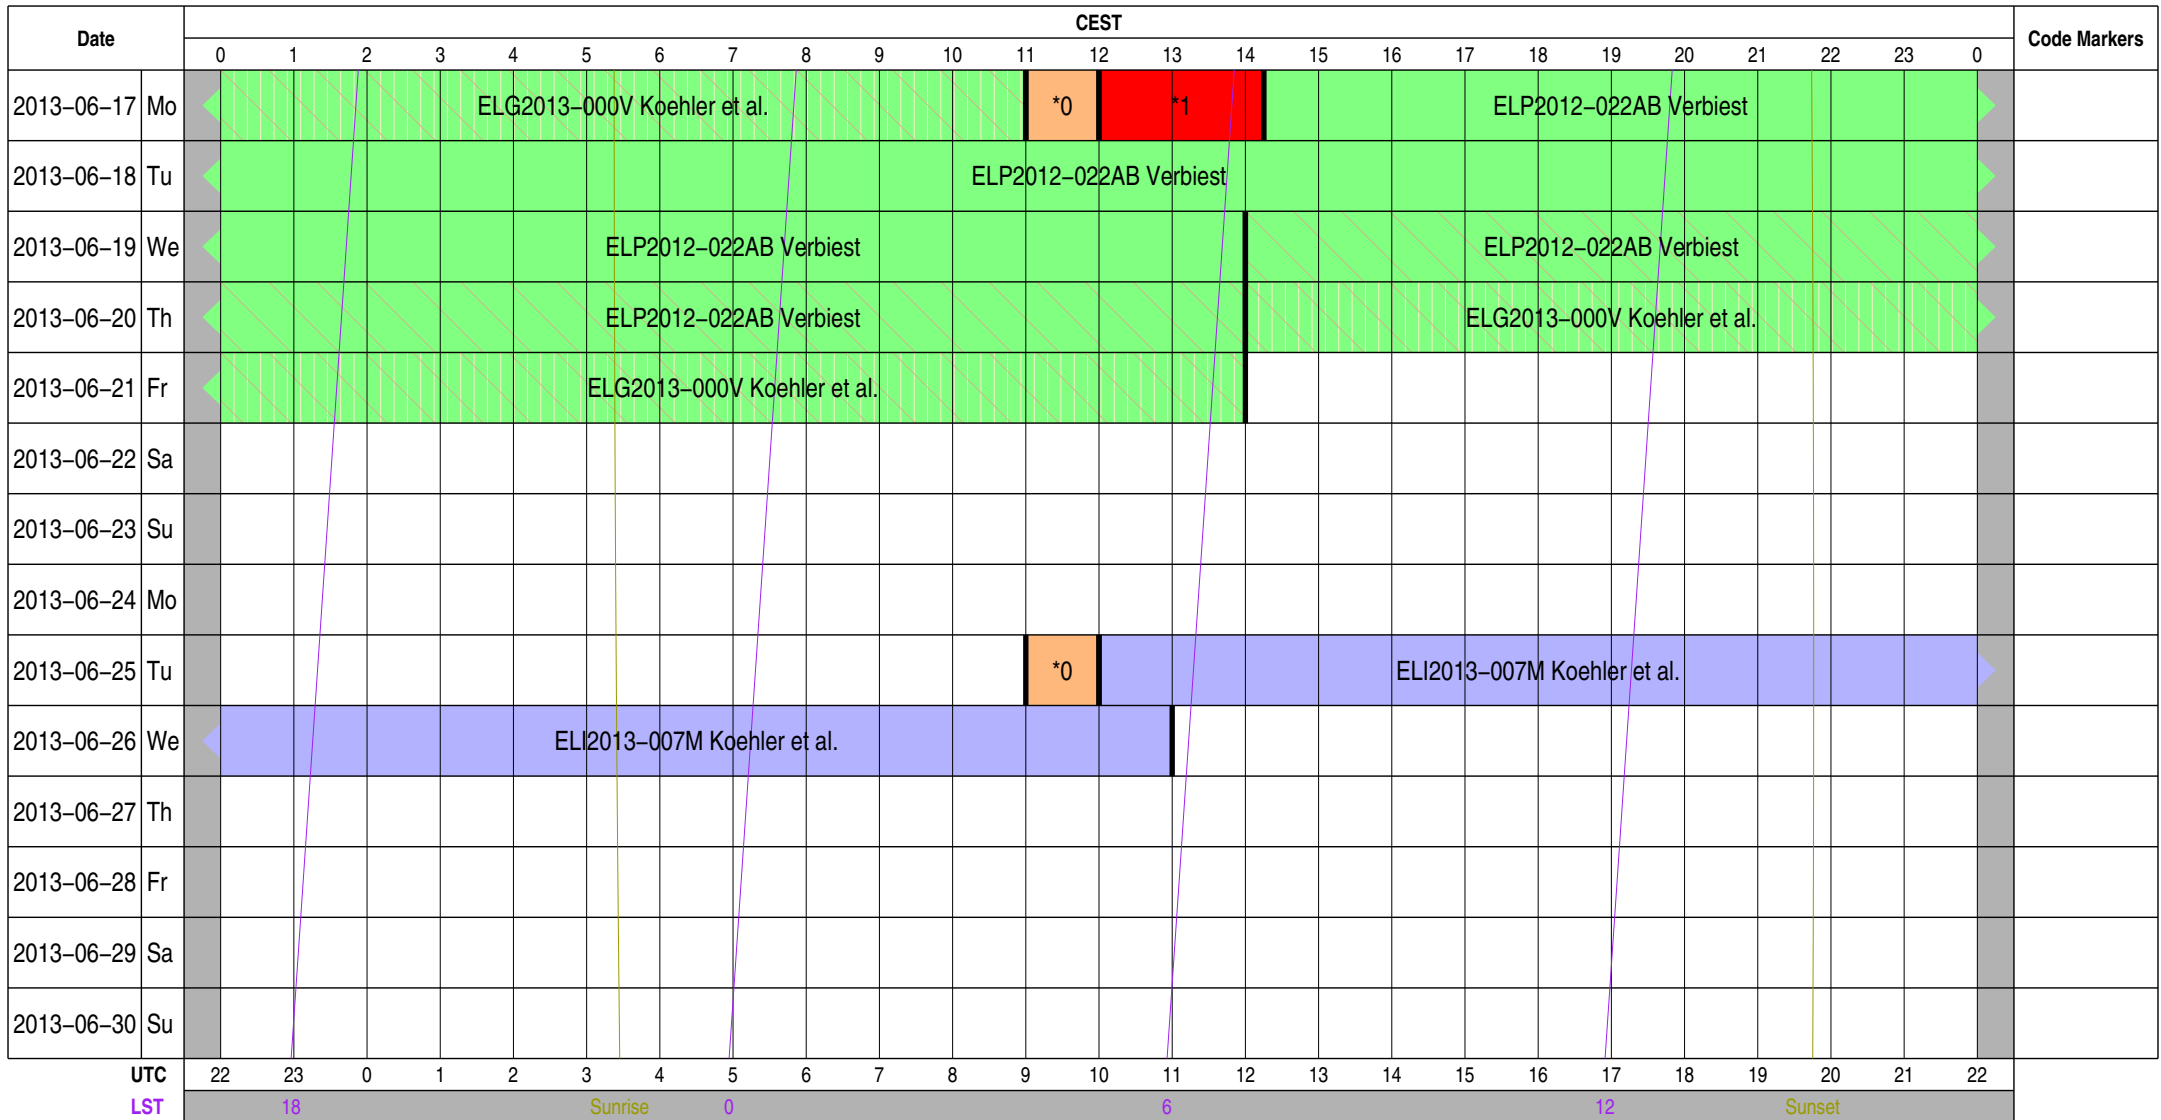 Date CEST Code Markers
0 1 2 3 4 5 6 7 8 9 10 11 12 13 14 15 16 17 18 19 20 21 22 23 0
2013−06−17 Mo ELG2013−000V Koehler et al. *0 *1 ELP2012−022AB Verbiest
2013−06−18 Tu ELP2012−022AB Verbiest
2013−06−19 We ELP2012−022AB Verbiest ELP2012−022AB Verbiest
2013−06−20 Th ELP2012−022AB Verbiest ELG2013−000V Koehler et al.
2013−06−21 Fr ELG2013−000V Koehler et al.
2013−06−22 Sa
2013−06−23 Su
2013−06−24 Mo
2013−06−25 Tu *0 ELI2013−007M Koehler et al.
2013−06−26 We ELI2013−007M Koehler et al.
2013−06−27 Th
2013−06−28 Fr
2013−06−29 Sa
2013−06−30 Su
UTC 22 23 0 1 2 3 4 5 6 7 8 9 10 11 12 13 14 15 16 17 18 19 20 21 22
LST 18 Sunrise 0 6 12 Sunset